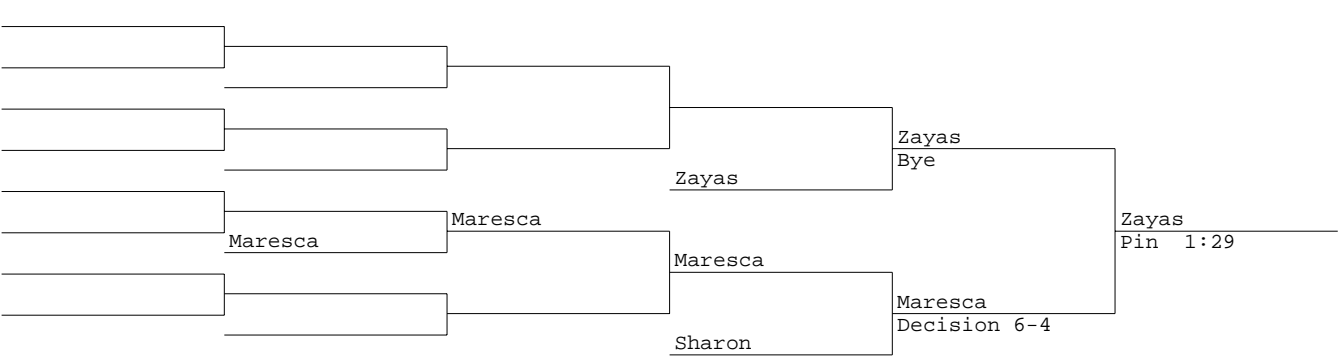 Zayas
Bye
Zayas
Maresca
Zayas
Maresca
Pin 1:29
Maresca
Maresca
Decision 6-4
Sharon